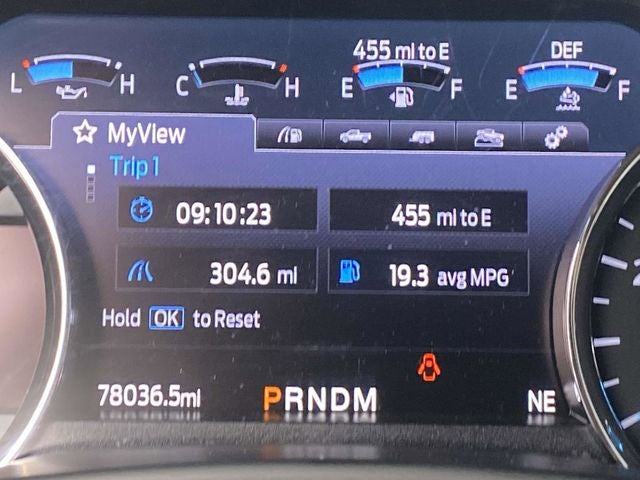 455 mi to E DEF
L H C H E F E F
MyView
Trip 1
09:10:23 455 mi to E
304.6 mi 19.3 avg MPG
Hold OK to Reset
78036.5mi PRNDM NE